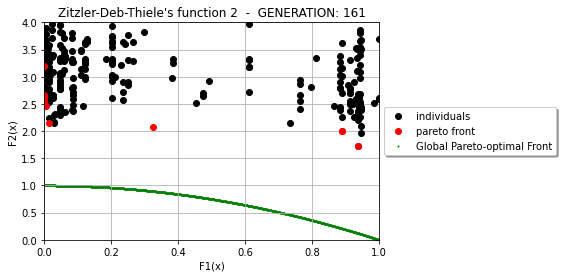 Zitzler-Deb-Thiele's function 2 - GENERATION: 161
4.0
3.5
3.0
2.5
2.0
1.5
1.0
0.5
0.0
F2(x)
0.0 0.2 0.4 0.6 0.8 1.0
F1(x)
individuals
pareto front
Global Pareto-optimal Front